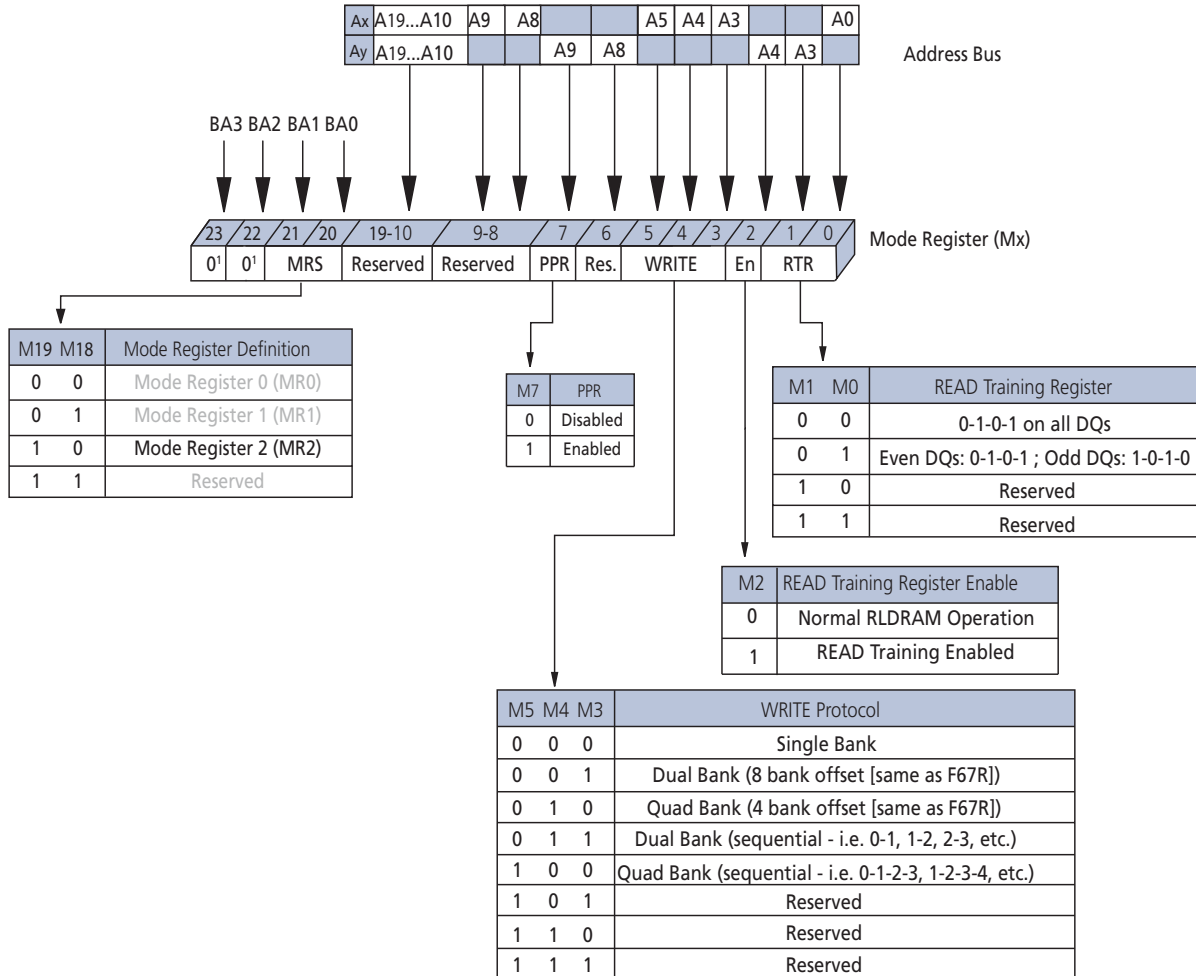 Ax A19...A10 A9 A8 A5 A4 A3 A0
Ay A19...A10 A9 A8 A4 A3
Address Bus
BA3 BA2 BA1 BA0
23 22 21 20 19-10 9-8 7 6 5 4 3 2 1 0
Mode Register (Mx)
0¹ 0¹ MRS Reserved Reserved PPR Res. WRITE En RTR
M19 M18 Mode Register Definition
0 0 Mode Register 0 (MR0)
0 1 Mode Register 1 (MR1)
1 0 Mode Register 2 (MR2)
1 1 Reserved
M7 PPR
0 Disabled
1 Enabled
M1 M0 READ Training Register
0 0 0-1-0-1 on all DQs
0 1 Even DQs: 0-1-0-1 ; Odd DQs: 1-0-1-0
1 0 Reserved
1 1 Reserved
M2 READ Training Register Enable
0 Normal RLDRAM Operation
1 READ Training Enabled
M5 M4 M3 WRITE Protocol
0 0 0 Single Bank
0 0 1 Dual Bank (8 bank offset [same as F67R])
0 1 0 Quad Bank (4 bank offset [same as F67R])
0 1 1 Dual Bank (sequential - i.e. 0-1, 1-2, 2-3, etc.)
1 0 0 Quad Bank (sequential - i.e. 0-1-2-3, 1-2-3-4, etc.)
1 0 1 Reserved
1 1 0 Reserved
1 1 1 Reserved